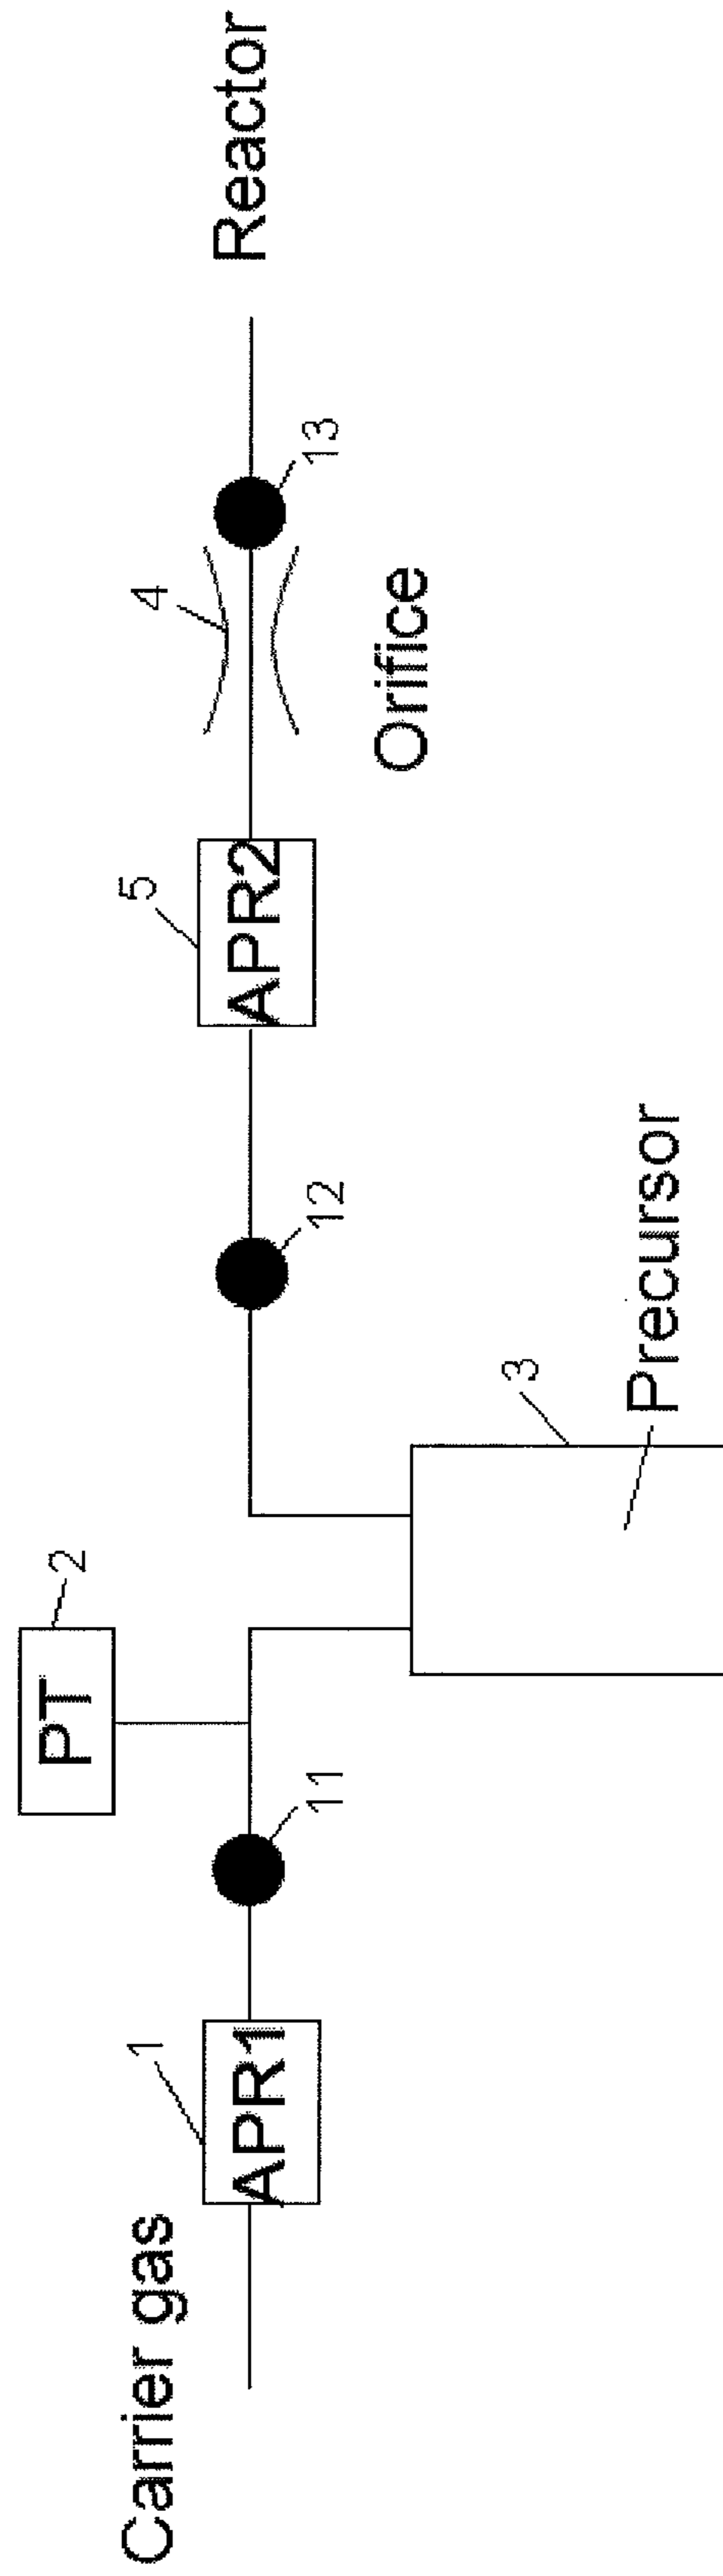 Carrier gas
1
APR1
11
PT
2
3
Precursor
12
5
APR2
4
Orifice
13
Reactor